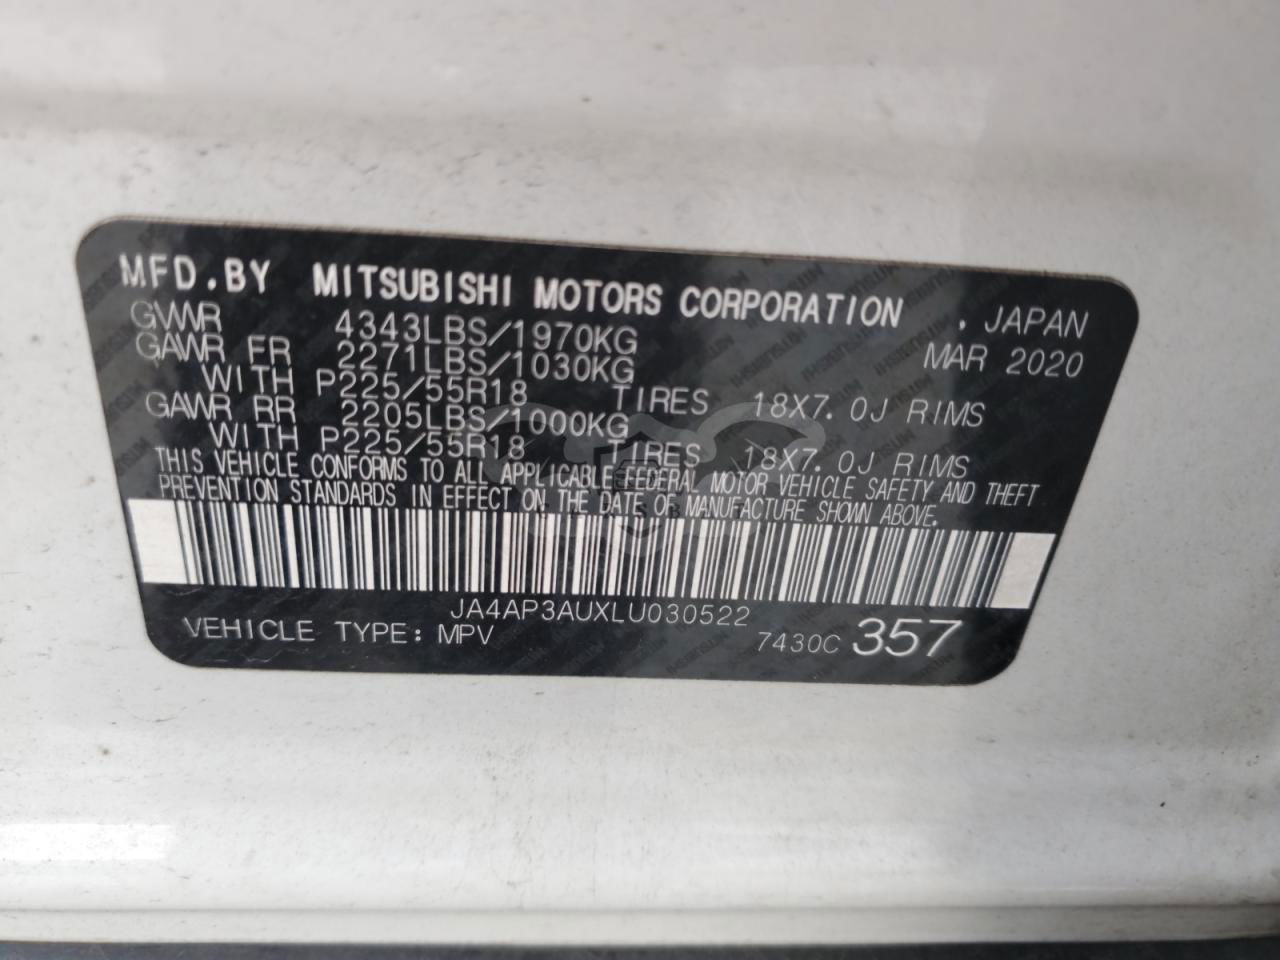 MFD.BY MITSUBISHI MOTORS CORPORATION , JAPAN
GVWR 4343LBS/1970KG MAR 2020
GAWR FR 2271LBS/1030KG
WITH P225/55R18 TIRES 18X7.0J RIMS
GAWR RR 2205LBS/1000KG
WITH P225/55R18 TIRES 18X7.0J RIMS
THIS VEHICLE CONFORMS TO ALL APPLICABLE FEDERAL MOTOR VEHICLE SAFETY AND THEFT
PREVENTION STANDARDS IN EFFECT ON THE DATE OF MANUFACTURE SHOWN ABOVE.
JA4AP3AUXLU030522
VEHICLE TYPE: MPV 7430C 357